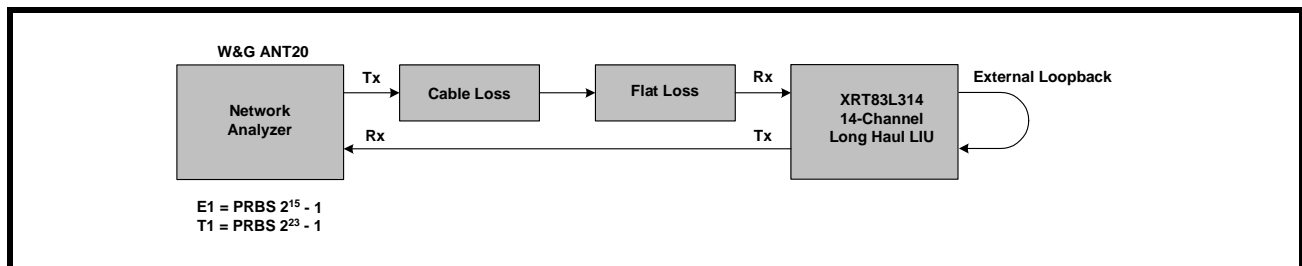 W&G ANT20
Network
Analyzer
Tx
Cable Loss
Flat Loss
Rx
XRT83L314
14-Channel
Long Haul LIU
External Loopback
Rx
Tx
E1 = PRBS 2¹⁵ - 1
T1 = PRBS 2²³ - 1